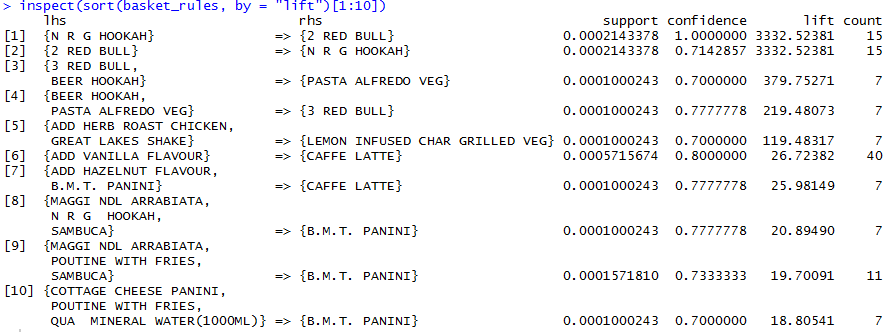 > inspect(sort(basket_rules, by = "lift")[1:10])
lhs rhs support confidence lift count
[1] {N R G HOOKAH} => {2 RED BULL} 0.0002143378 1.0000000 3332.52381 15
[2] {2 RED BULL} => {N R G HOOKAH} 0.0002143378 0.7142857 3332.52381 15
[3] {3 RED BULL,
BEER HOOKAH} => {PASTA ALFREDO VEG} 0.0001000243 0.7000000 379.75271 7
[4] {BEER HOOKAH,
PASTA ALFREDO VEG} => {3 RED BULL} 0.0001000243 0.7777778 219.48073 7
[5] {ADD HERB ROAST CHICKEN,
GREAT LAKES SHAKE} => {LEMON INFUSED CHAR GRILLED VEG} 0.0001000243 0.7000000 119.48317 7
[6] {ADD VANILLA FLAVOUR} => {CAFFE LATTE} 0.0005715674 0.8000000 26.72382 40
[7] {ADD HAZELNUT FLAVOUR,
B.M.T. PANINI} => {CAFFE LATTE} 0.0001000243 0.7777778 25.98149 7
[8] {MAGGI NDL ARRABIATA,
N R G  HOOKAH,
SAMBUCA} => {B.M.T. PANINI} 0.0001000243 0.7777778 20.89490 7
[9] {MAGGI NDL ARRABIATA,
POUTINE WITH FRIES,
SAMBUCA} => {B.M.T. PANINI} 0.0001571810 0.7333333 19.70091 11
[10] {COTTAGE CHEESE PANINI,
POUTINE WITH FRIES,
QUA  MINERAL WATER(1000ML)} => {B.M.T. PANINI} 0.0001000243 0.7000000 18.80541 7